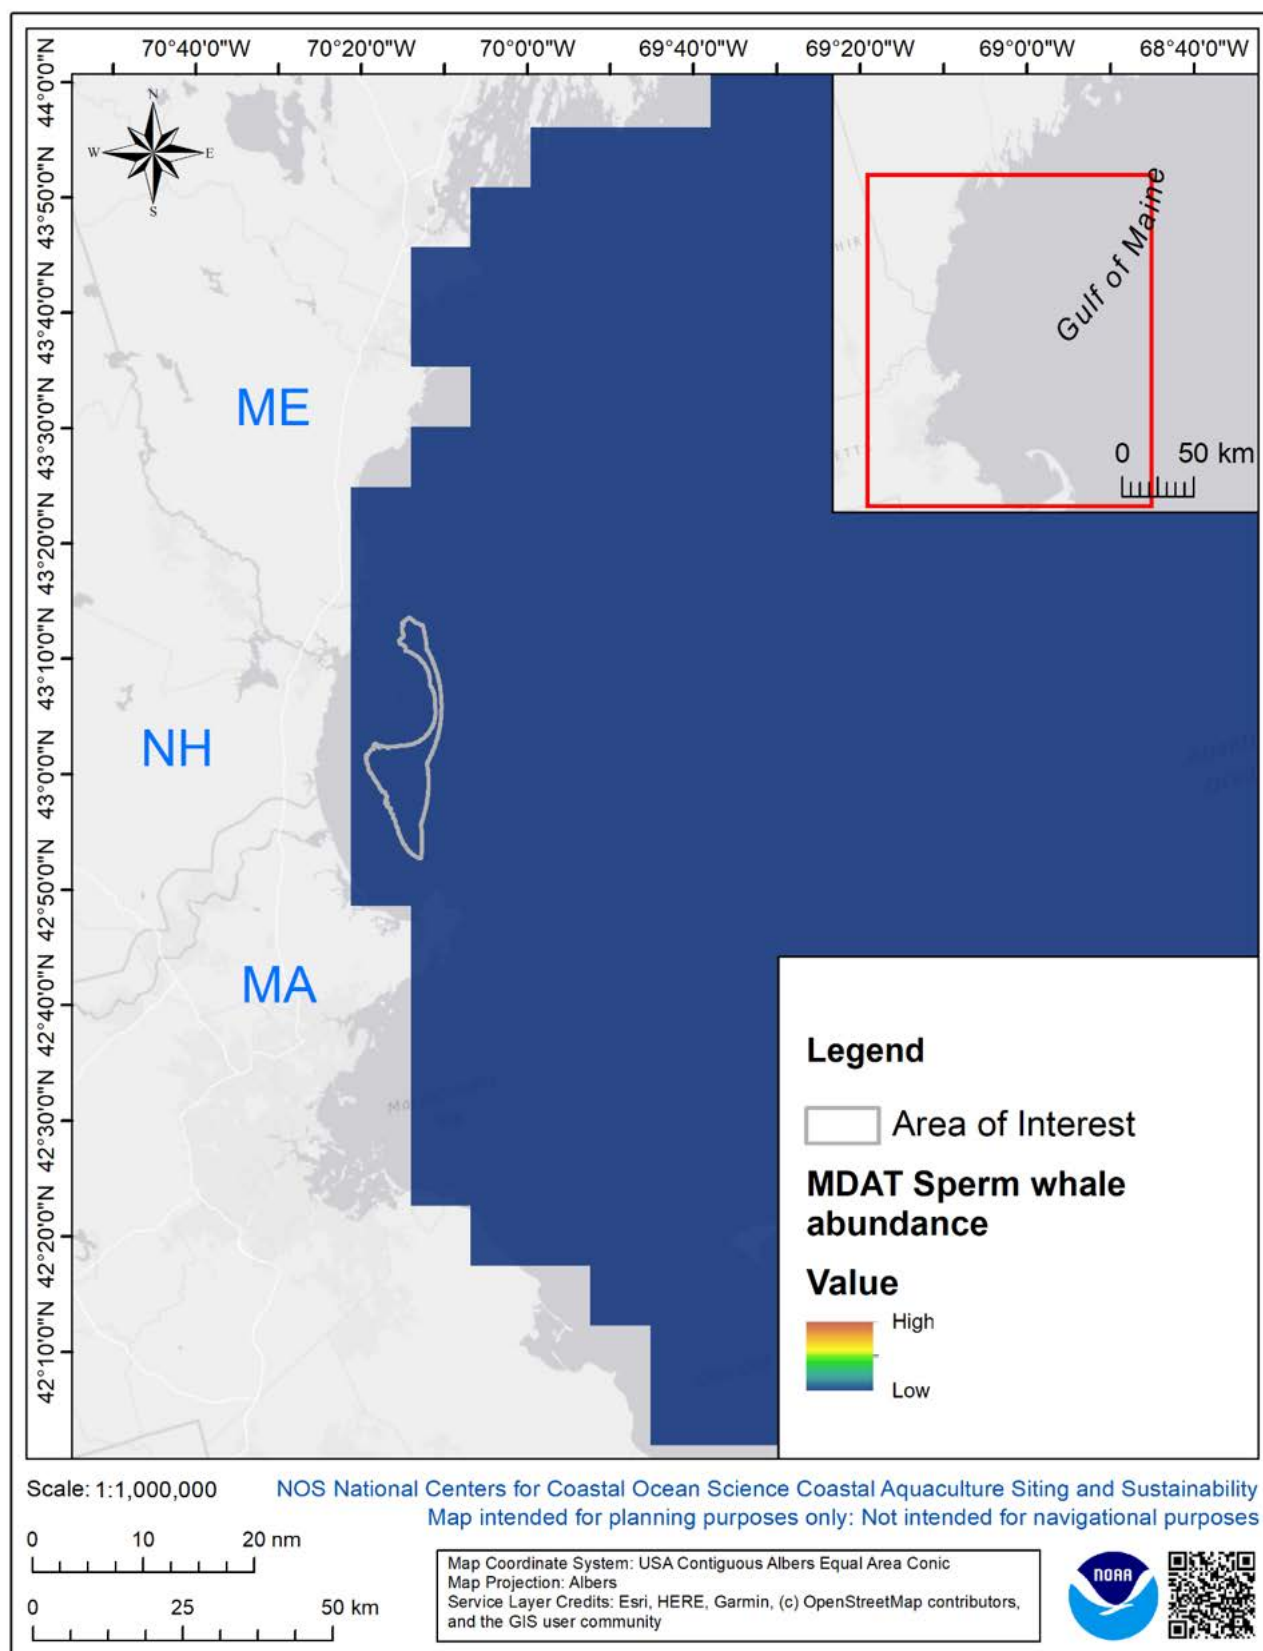 70°40'0"W 70°20'0"W 70°0'0"W 69°40'0"W 69°20'0"W 69°0'0"W 68°40'0"W
44°0'0"N
43°50'0"N
43°40'0"N
43°30'0"N
43°20'0"N
43°10'0"N
43°0'0"N
42°50'0"N
42°40'0"N
42°30'0"N
42°20'0"N
42°10'0"N
N
W E
S
Gulf of Maine
0 50 km
ME
NH
MA
Legend
Area of Interest
MDAT Sperm whale
abundance
Value
High
Low
Scale: 1:1,000,000
0 10 20 nm
0 25 50 km
NOS National Centers for Coastal Ocean Science Coastal Aquaculture Siting and Sustainability
Map intended for planning purposes only: Not intended for navigational purposes
Map Coordinate System: USA Contiguous Albers Equal Area Conic
Map Projection: Albers
Service Layer Credits: Esri, HERE, Garmin, (c) OpenStreetMap contributors,
and the GIS user community
NOAA